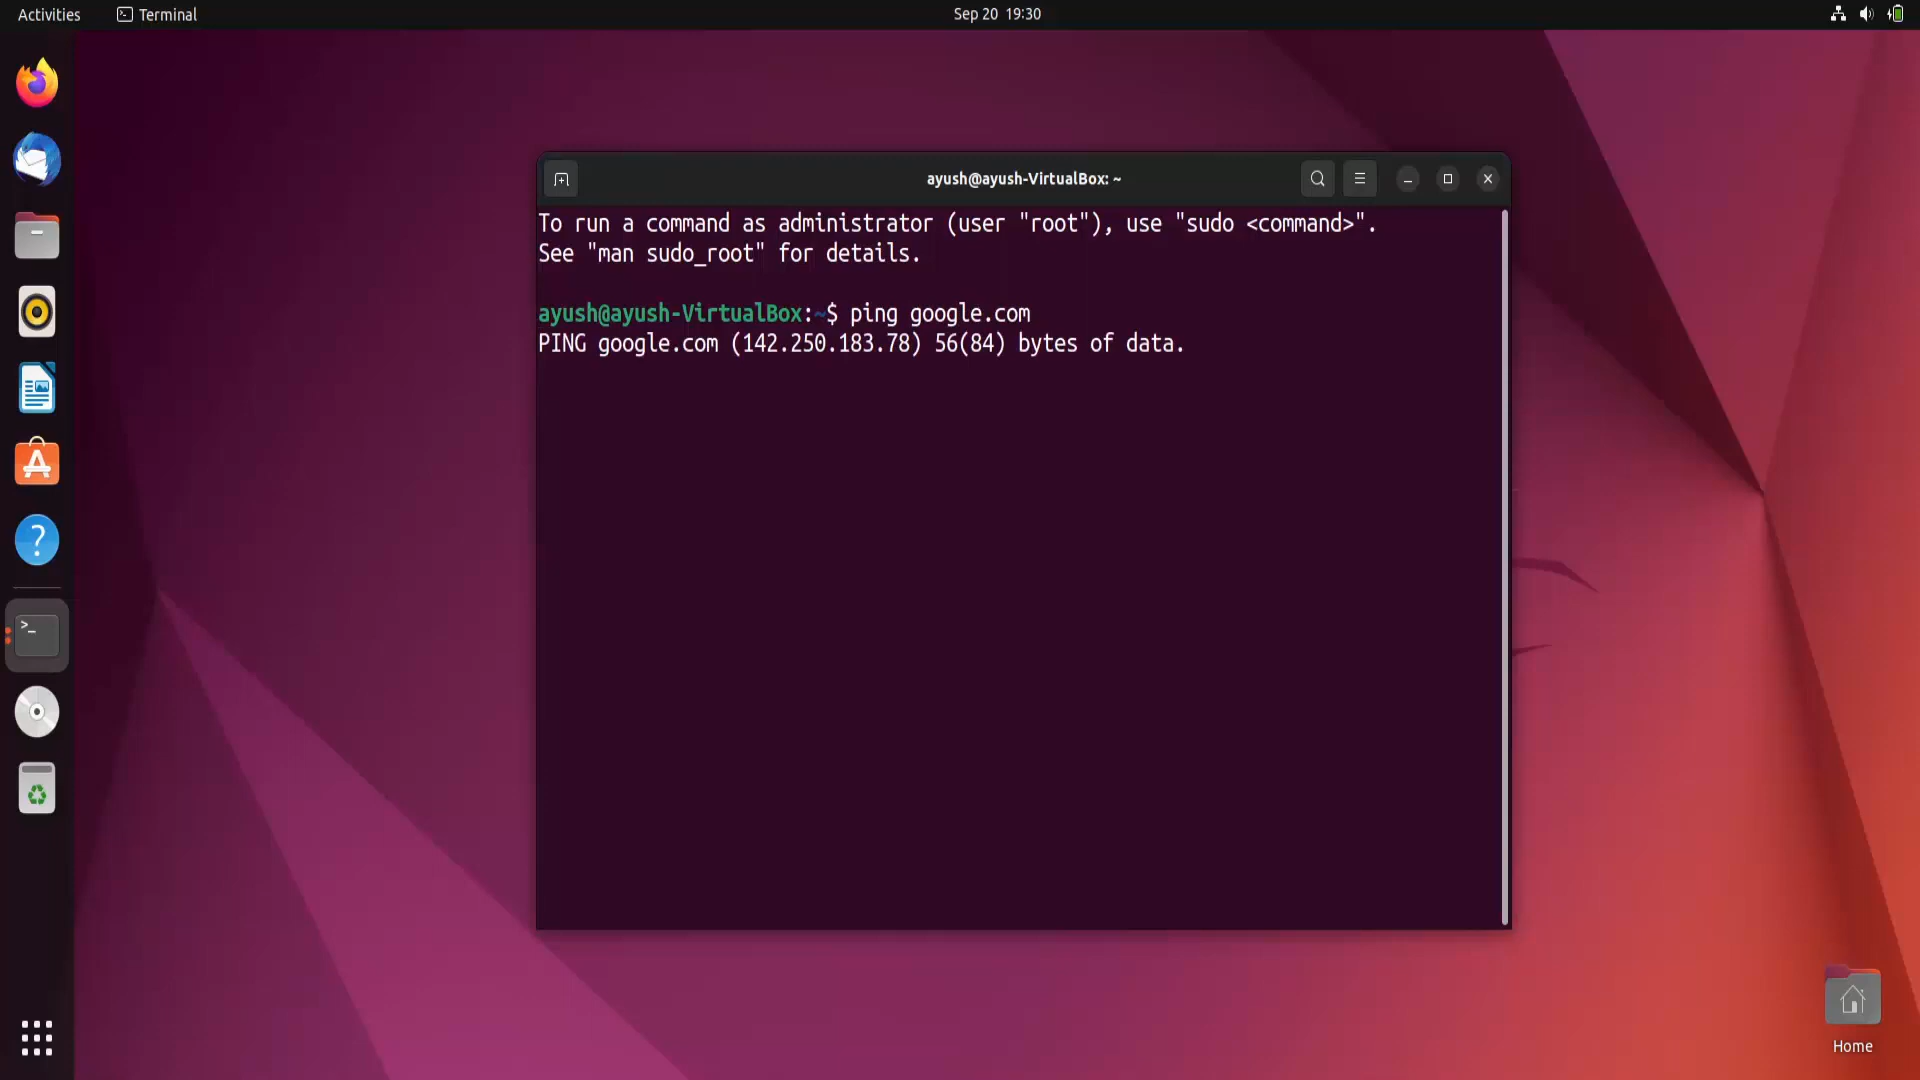 Activities
Terminal
Sep 20 19:30
ayush@ayush-VirtualBox: ~
To run a command as administrator (user "root"), use "sudo <command>".
See "man sudo_root" for details.
ayush@ayush-VirtualBox:~$ ping google.com
PING google.com (142.250.183.78) 56(84) bytes of data.
Home